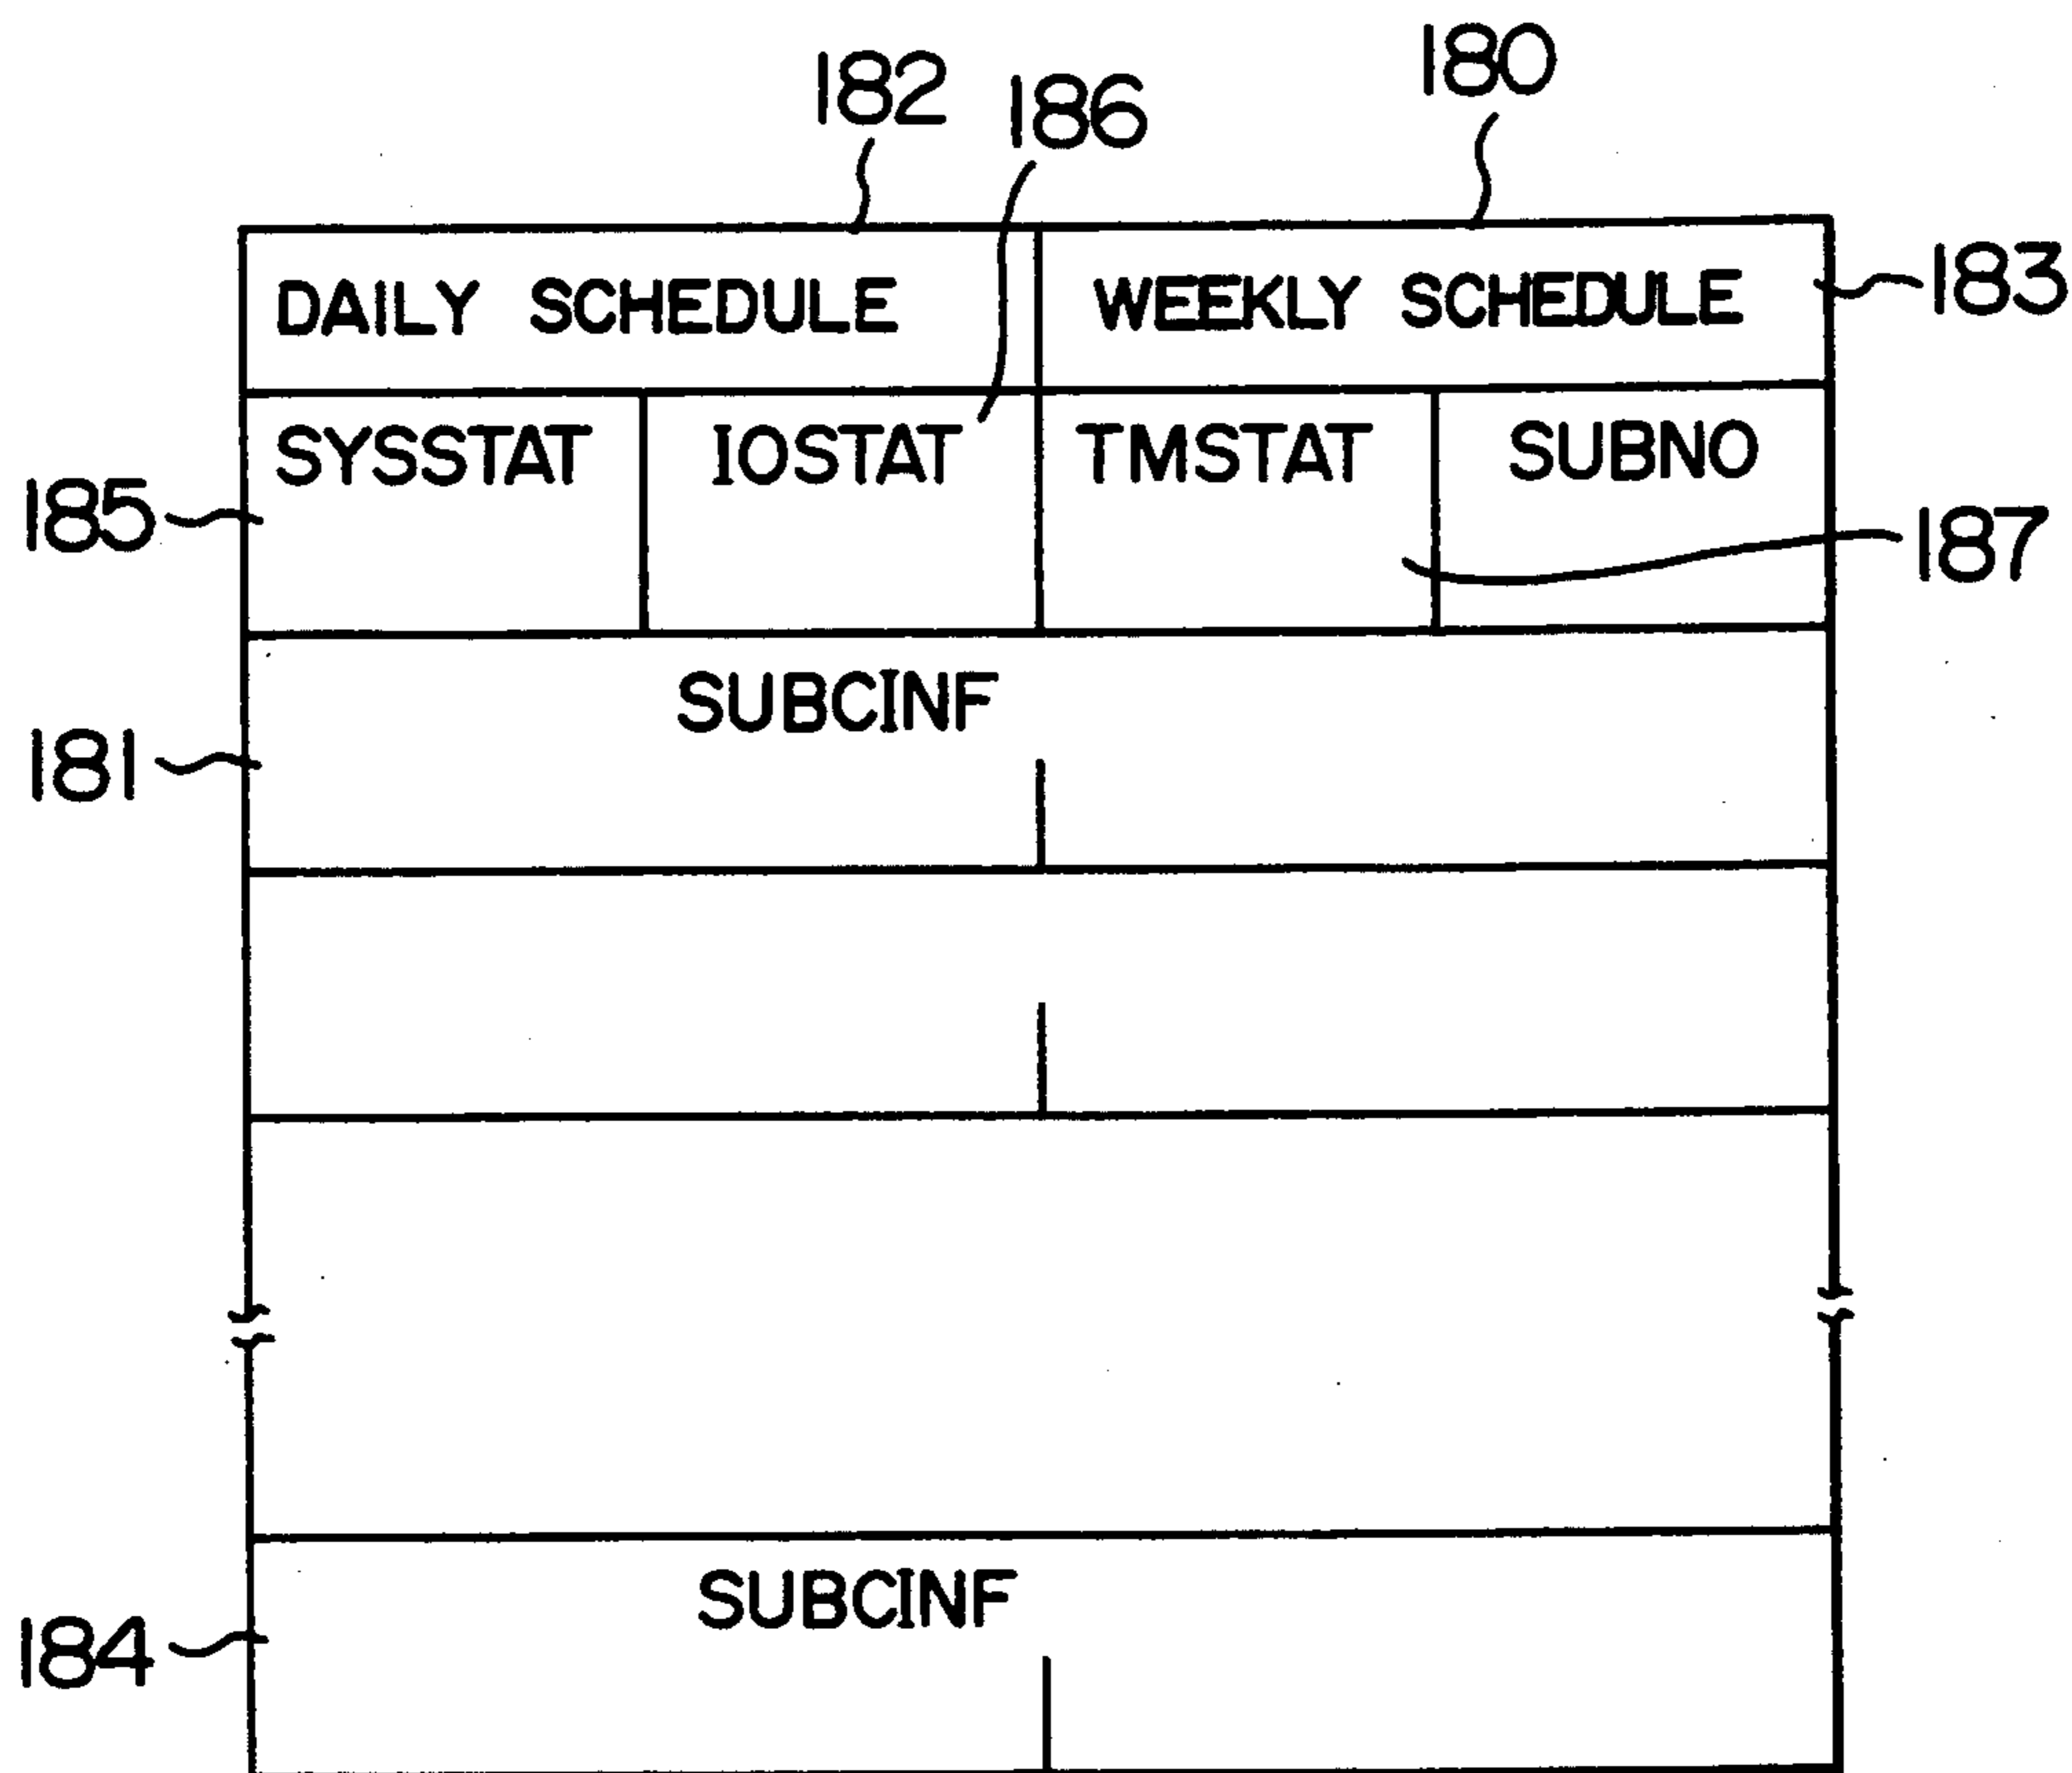 182 186 180
DAILY SCHEDULE WEEKLY SCHEDULE 183
SYSSTAT IOSTAT TMSTAT SUBNO
185 187
SUBCINF
181
SUBCINF
184